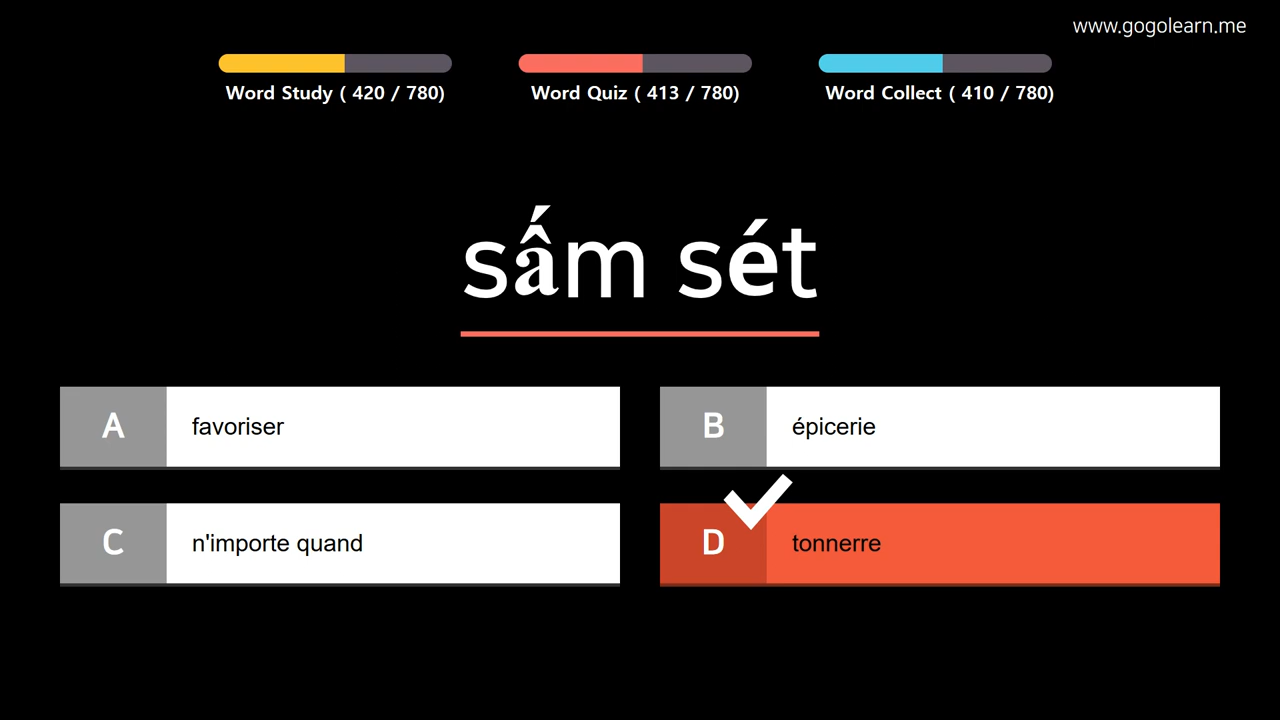 www.gogolearn.me
Word Study ( 420 / 780)
Word Quiz ( 413 / 780)
Word Collect ( 410 / 780)
sấm sét
A favoriser
B épicerie
C n'importe quand
D tonnerre